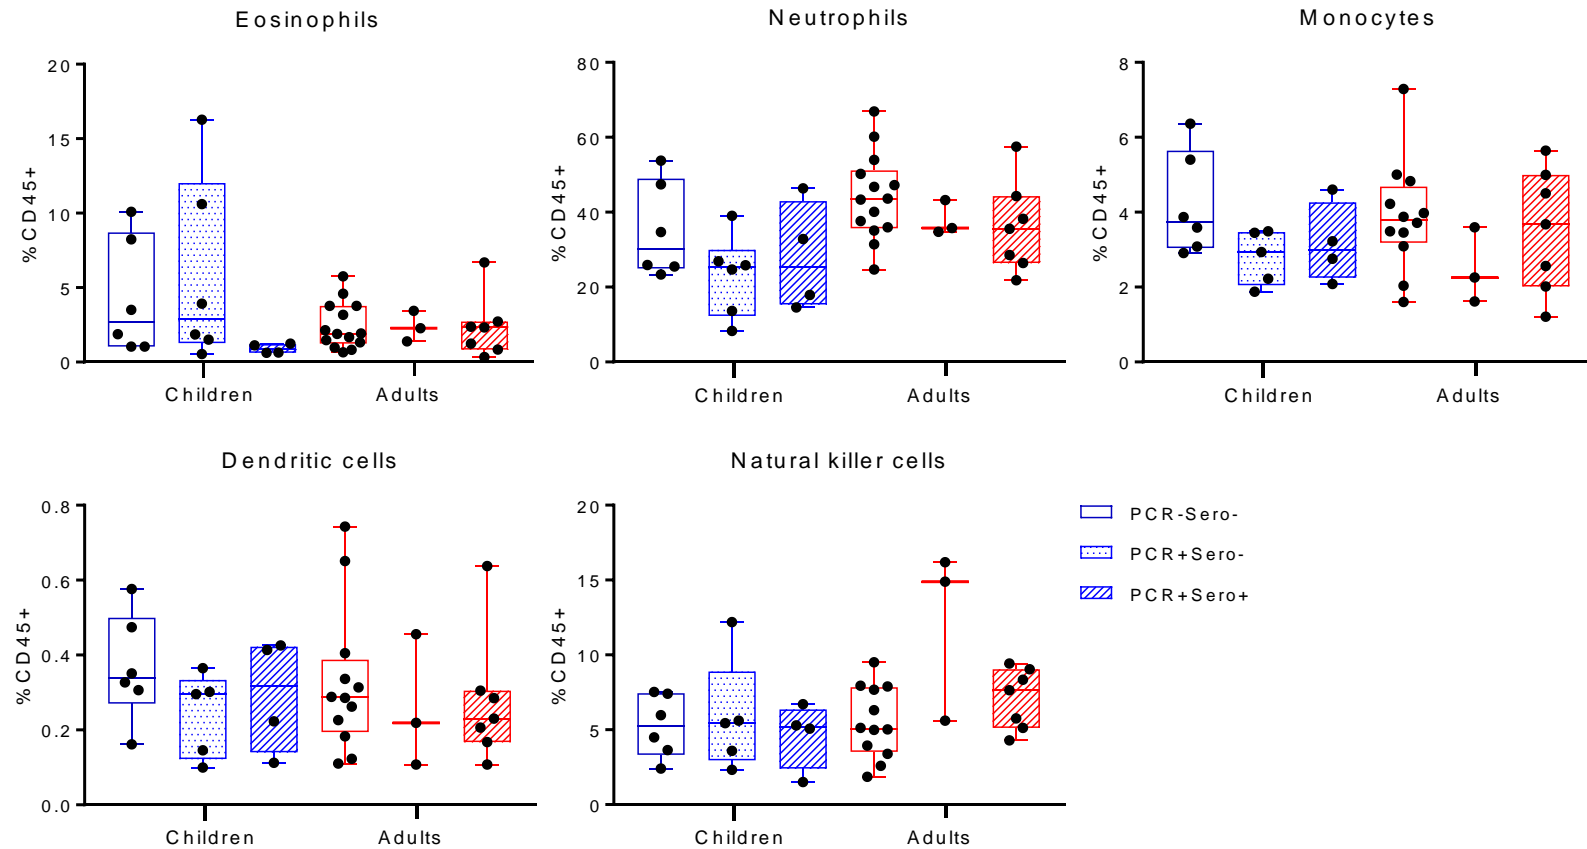 Eosinophils
%CD45+
20
15
10
5
0
Children
Adults
Neutrophils
%CD45+
80
60
40
20
0
Children
Adults
Monocytes
%CD45+
8
6
4
2
0
Children
Adults
Dendritic cells
%CD45+
0.8
0.6
0.4
0.2
0.0
Children
Adults
Natural killer cells
%CD45+
20
15
10
5
0
Children
Adults
PCR-Sero-
PCR+Sero-
PCR+Sero+